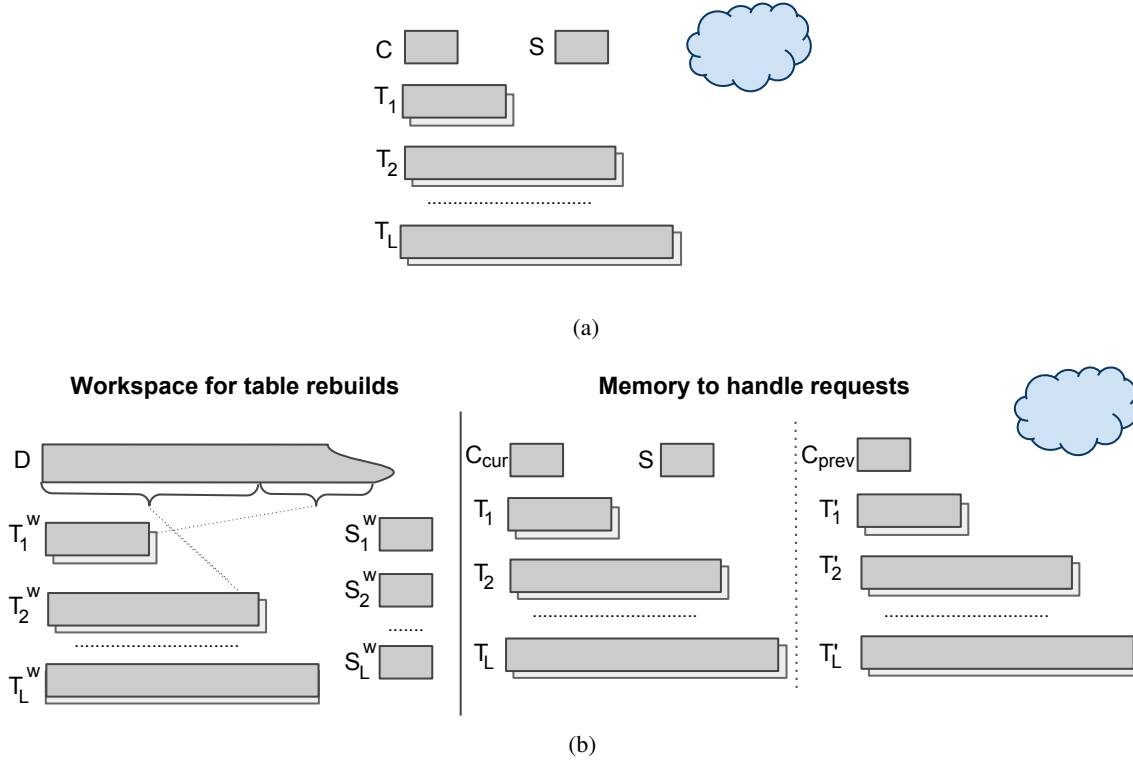 C S
T1
T2
TL
(a)
Workspace for table rebuilds Memory to handle requests
D Ccur S Cprev
T1w S1w T1 T'1
T2w S2w T2 T'2
TLw SLw TL T'L
(b)